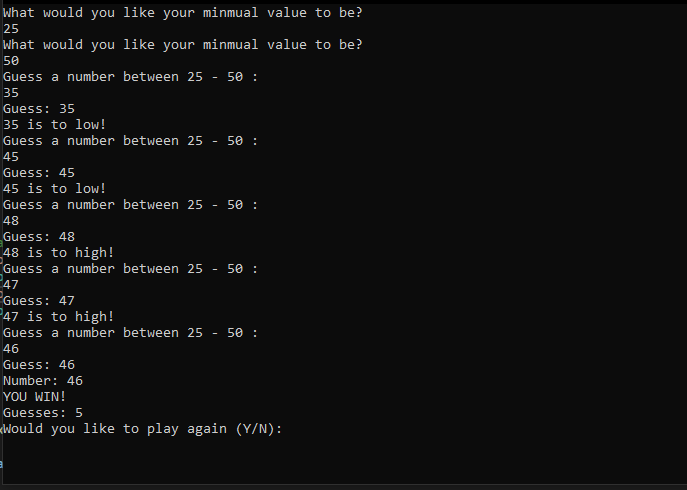 What would you like your minmual value to be?
25
What would you like your minmual value to be?
50
Guess a number between 25 - 50 :
35
Guess: 35
35 is to low!
Guess a number between 25 - 50 :
45
Guess: 45
45 is to low!
Guess a number between 25 - 50 :
48
Guess: 48
48 is to high!
Guess a number between 25 - 50 :
47
Guess: 47
47 is to high!
Guess a number between 25 - 50 :
46
Guess: 46
Number: 46
YOU WIN!
Guesses: 5
Would you like to play again (Y/N):